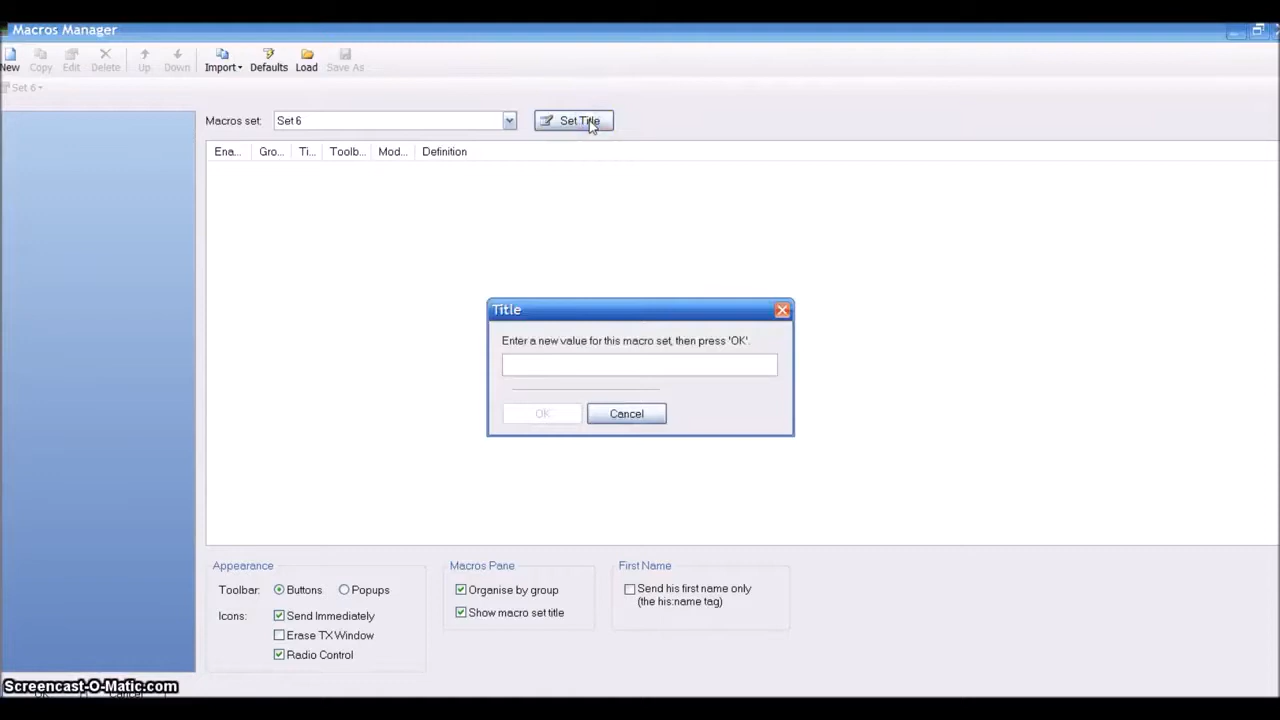 Macros Manager
New Copy Edit Delete Up Down Import Defaults Load Save As
Set 6
Macros set: Set 6 Set Title
Ena... Gro... Ti... Toolb... Mod... Definition
Title
Enter a new value for this macro set, then press 'OK'.
OK Cancel
Appearance Macros Pane First Name
Toolbar: Buttons Popups Organise by group Send his first name only
(the his:name tag)
Icons: Send Immediately Show macro set title
Erase TX Window
Radio Control
Screencast-O-Matic.com